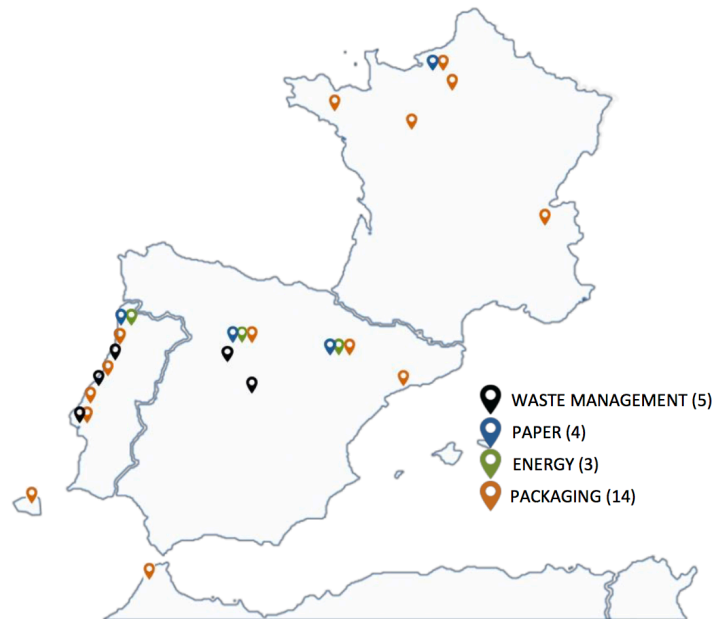 WASTE MANAGEMENT (5)
PAPER (4)
ENERGY (3)
PACKAGING (14)